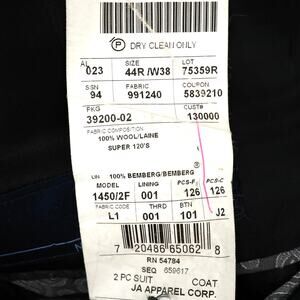 P DRY CLEAN ONLY
AL SIZE LOT
023 44R /W38 75359R
SSN FABRIC COUPON
94 991240 5839210
PKG CUST#
39200-02 130000
FABRIC COMPOSITION
100% WOOL/LAINE
SUPER 120'S
LIN 100% BEMBERG/BEMBERG
MODEL LINING PCS-F PCS-C
1450/2F 001 126 126
FABRIC CODE THRD BTN
L1 001 101 J2
7 20486 65062 8
RN 54784
SEQ 659617
2 PC SUIT COAT
JA APPAREL CORP.